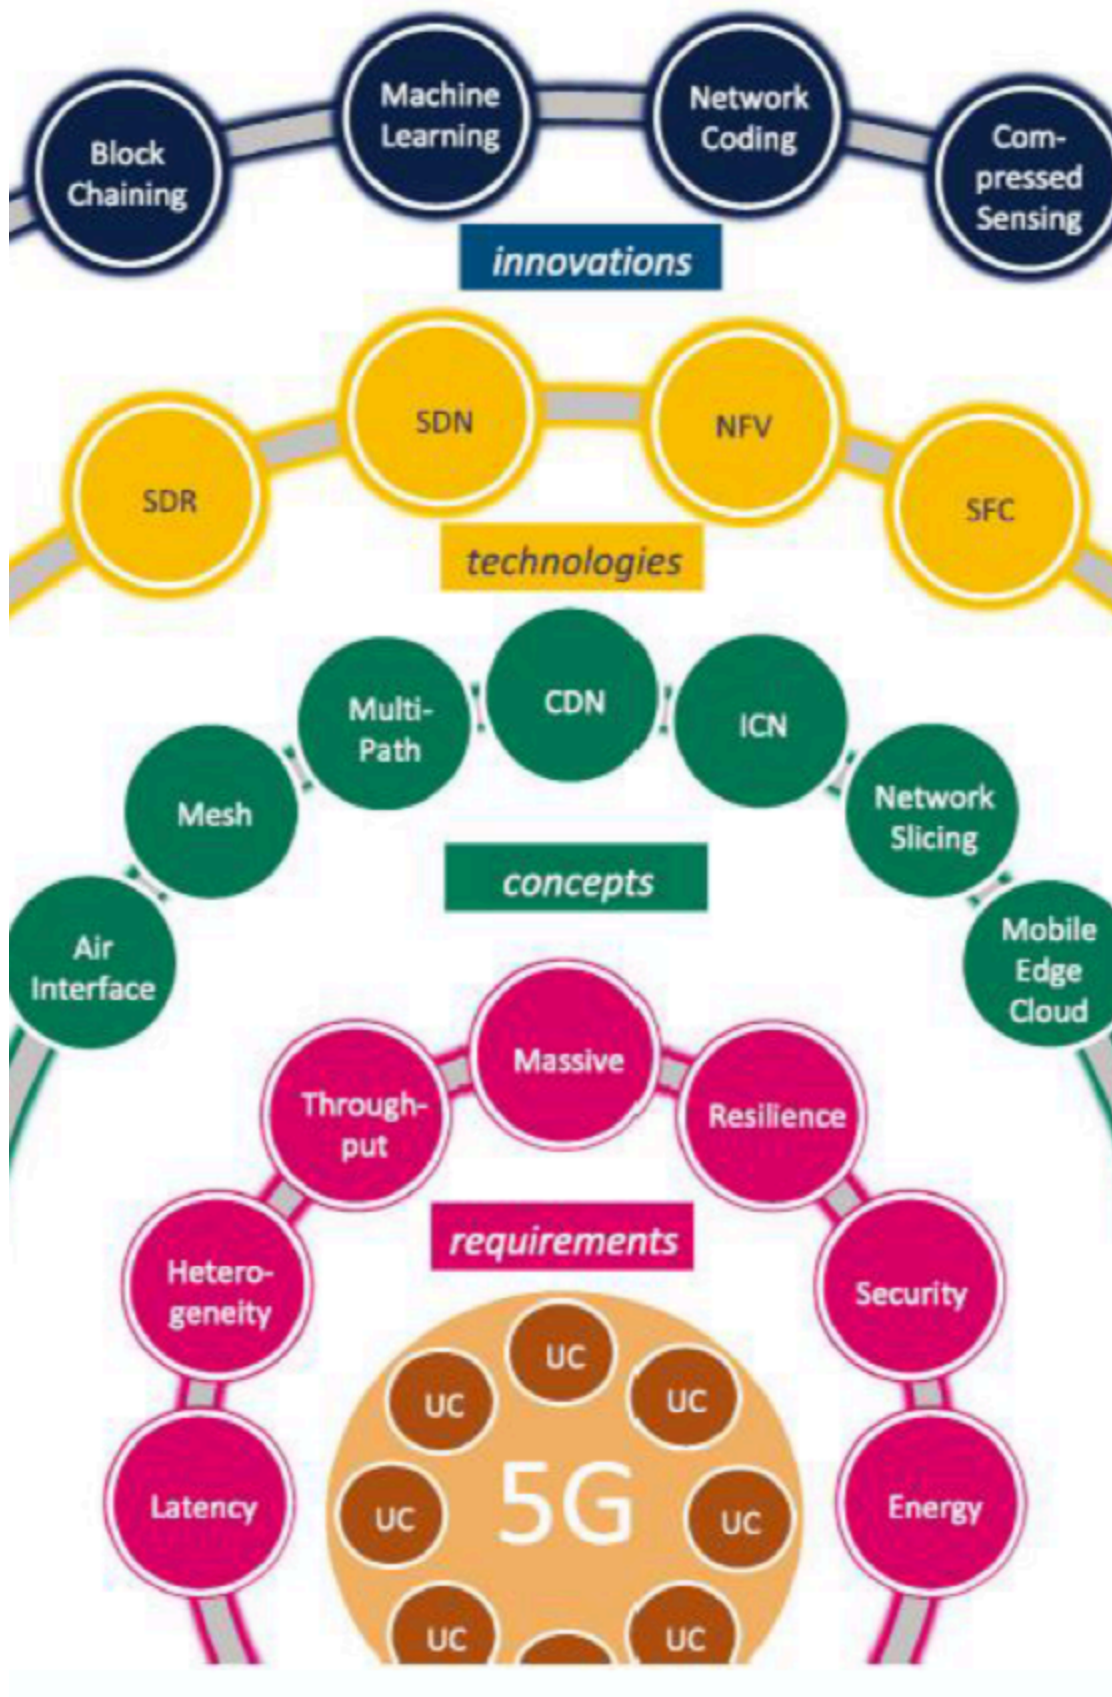 Block
Chaining
Machine
Learning
Network
Coding
Com-
pressed
Sensing
innovations
SDR
SDN
NFV
SFC
technologies
Air
Interface
Mesh
Multi-
Path
CDN
ICN
Network
Slicing
Mobile
Edge
Cloud
concepts
Latency
Hetero-
geneity
Through-
put
Massive
Resilience
Security
Energy
requirements
UC
UC
UC
UC
5G
UC
UC
UC